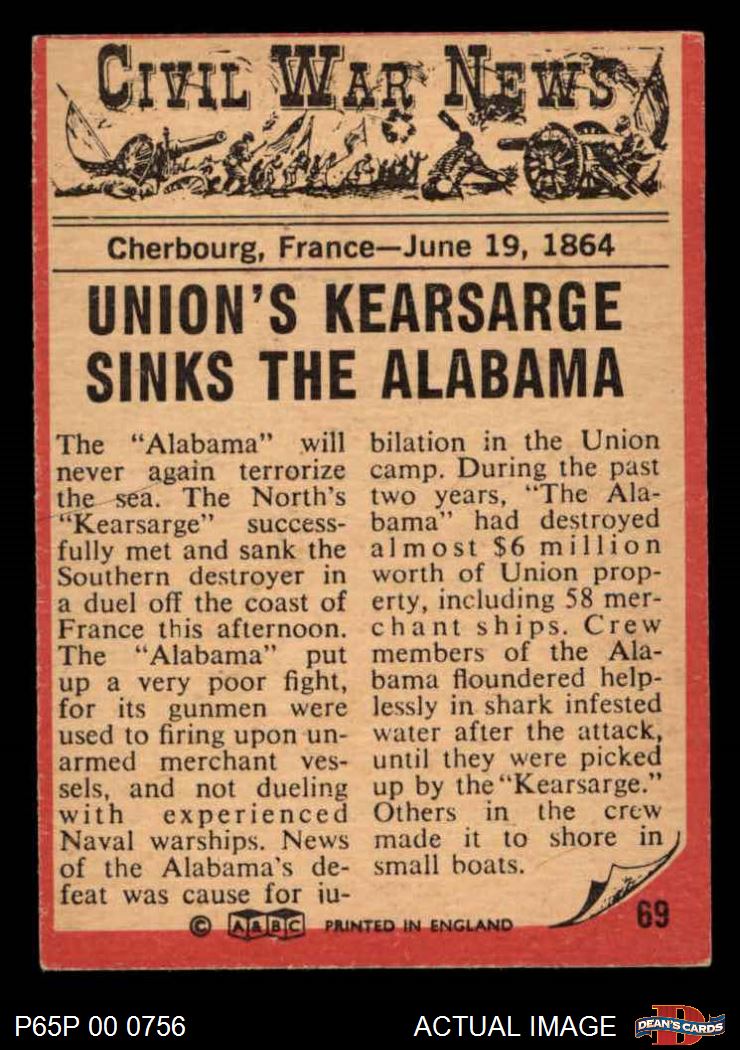 CIVIL WAR NEWS
Cherbourg, France—June 19, 1864
UNION'S KEARSARGE
SINKS THE ALABAMA
The "Alabama" will
never again terrorize
the sea. The North's
"Kearsarge" success-
fully met and sank the
Southern destroyer in
a duel off the coast of
France this afternoon.
The "Alabama" put
up a very poor fight,
for its gunmen were
used to firing upon un-
armed merchant ves-
sels, and not dueling
with experienced
Naval warships. News
of the Alabama's de-
feat was cause for ju-
bilation in the Union
camp. During the past
two years, "The Ala-
bama" had destroyed
almost $6 million
worth of Union prop-
erty, including 58 mer-
chant ships. Crew
members of the Ala-
bama floundered help-
lessly in shark infested
water after the attack,
until they were picked
up by the "Kearsarge."
Others in the crew
made it to shore in
small boats.
© A&BC PRINTED IN ENGLAND
69
P65P 00 0756
ACTUAL IMAGE
DEAN'S CARDS